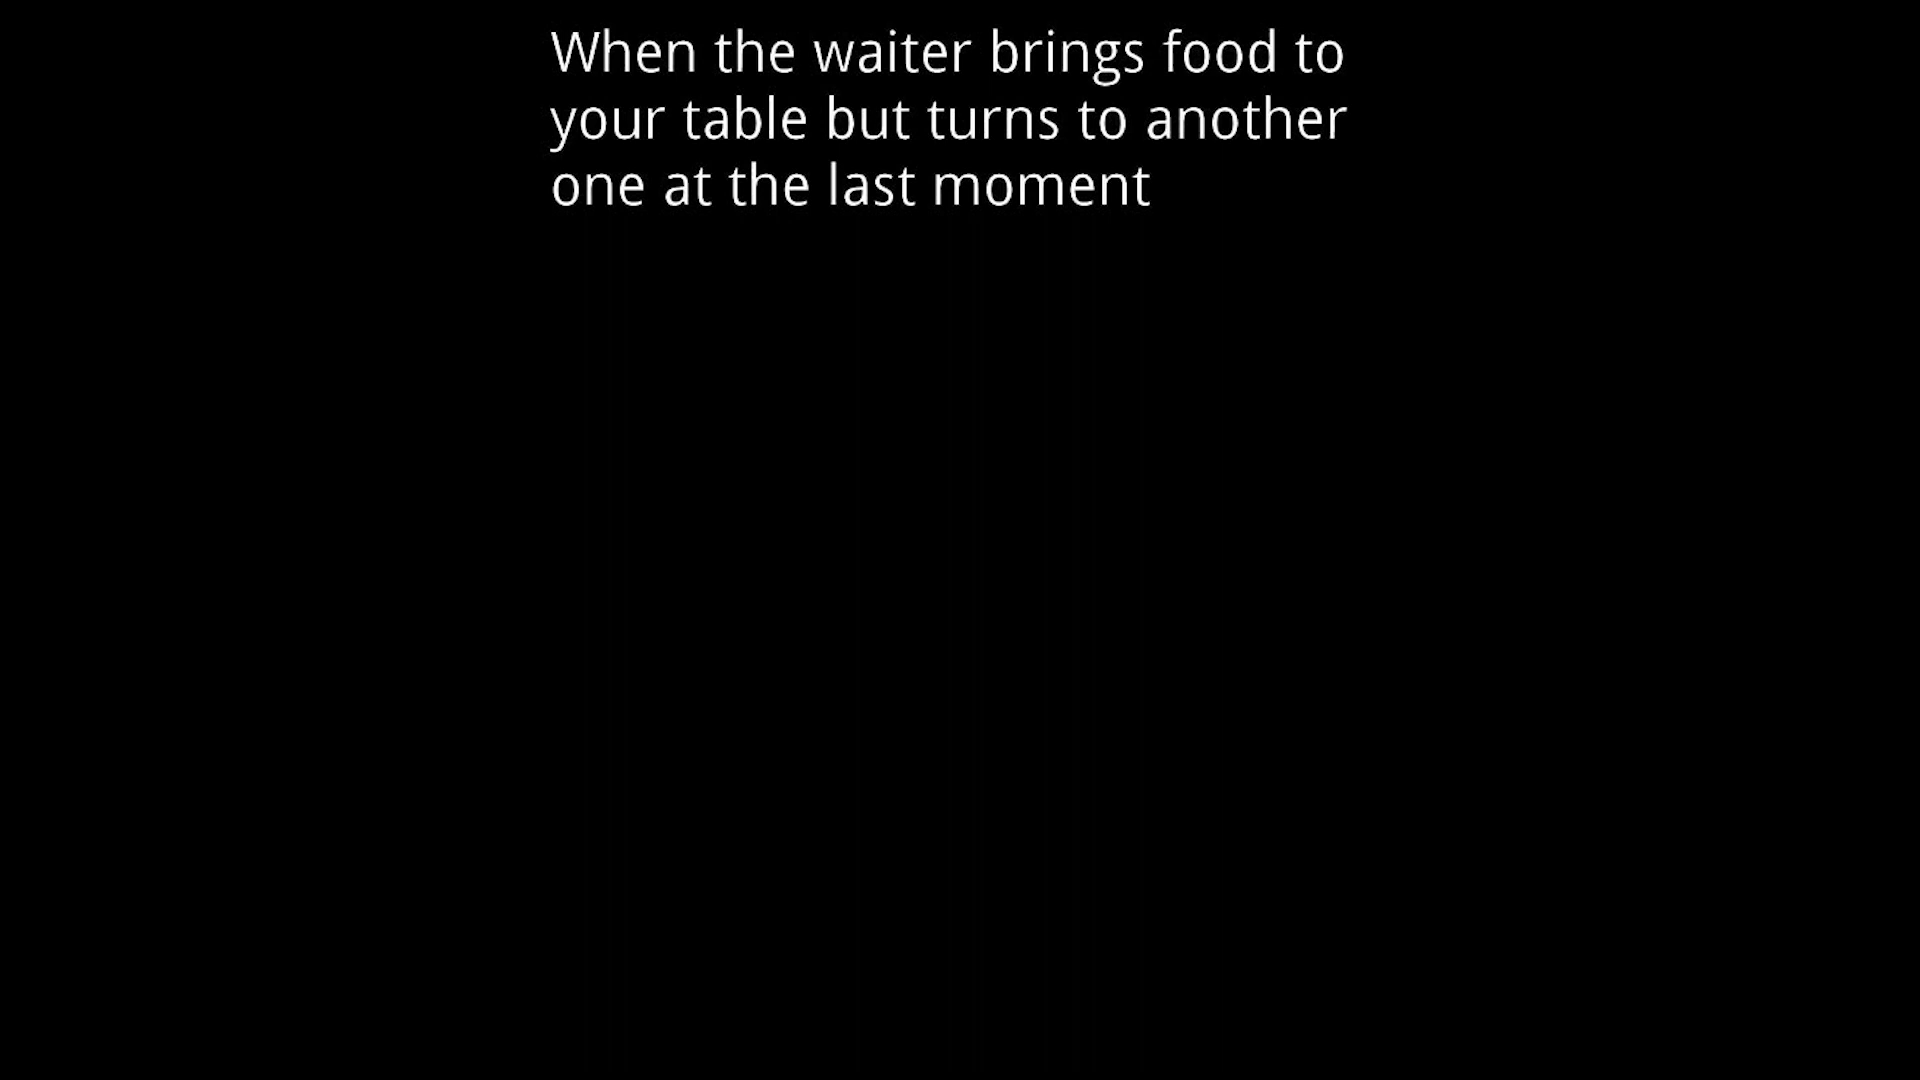 When the waiter brings food to
your table but turns to another
one at the last moment